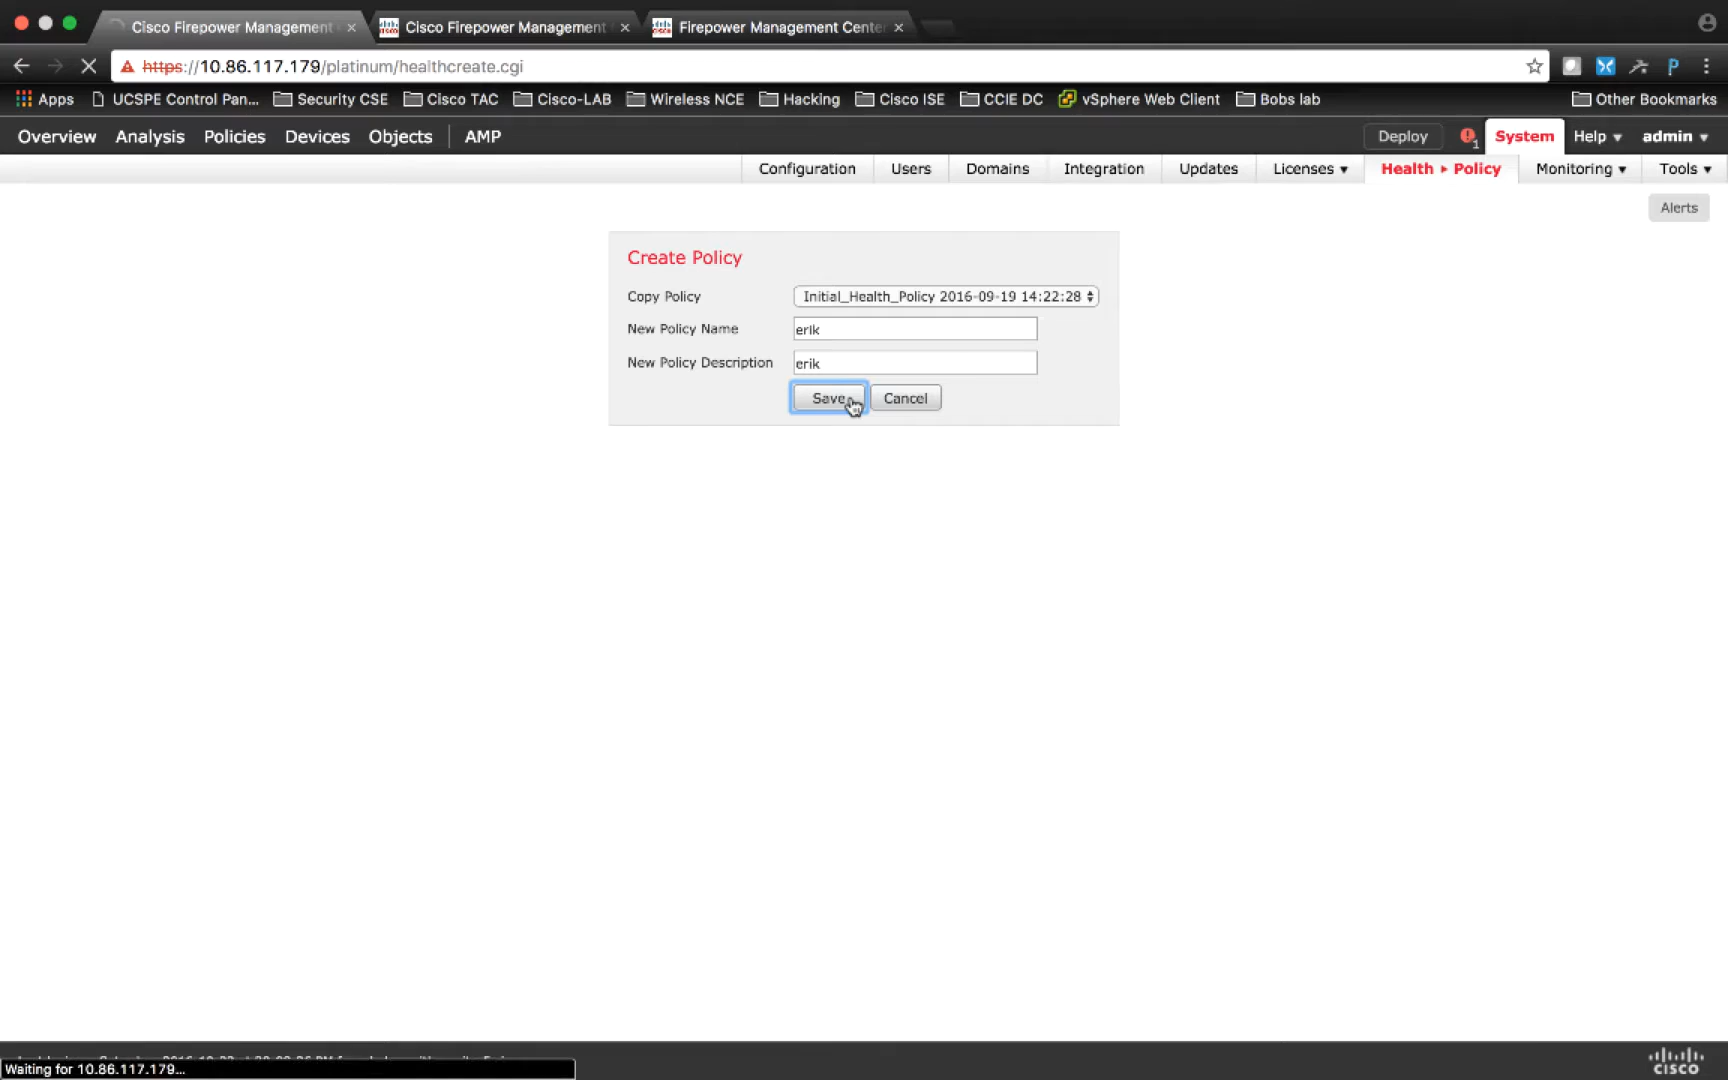 Cisco Firepower Management
Cisco Firepower Management
Firepower Management Cente
https://10.86.117.179/platinum/healthcreate.cgi
Apps UCSPE Control Pan... Security CSE Cisco TAC Cisco-LAB Wireless NCE Hacking Cisco ISE CCIE DC vSphere Web Client Bobs lab Other Bookmarks
Overview Analysis Policies Devices Objects AMP Deploy 1 System Help admin
Configuration Users Domains Integration Updates Licenses Health Policy Monitoring Tools
Alerts
Create Policy
Copy Policy Initial_Health_Policy 2016-09-19 14:22:28
New Policy Name erik
New Policy Description erik
Save Cancel
Waiting for 10.86.117.179...
CISCO